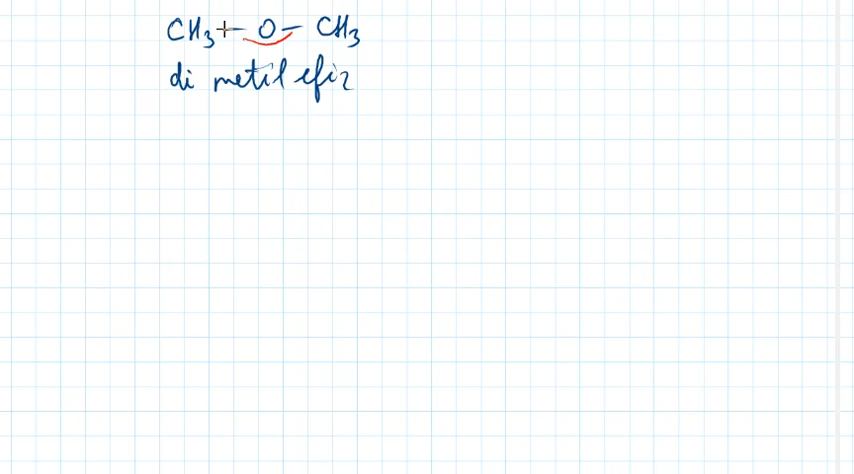 CH3 - O - CH3
di metil efir